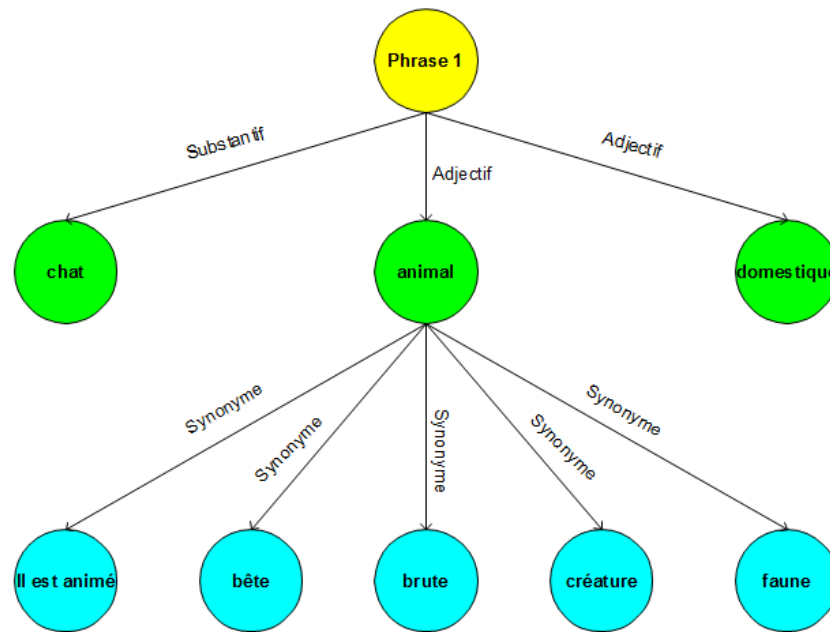 Phrase 1
Substantif
Adjectif
Adjectif
chat
animal
domestique
Synonyme
Synonyme
Synonyme
Synonyme
Synonyme
Il est animé
bête
brute
créature
faune